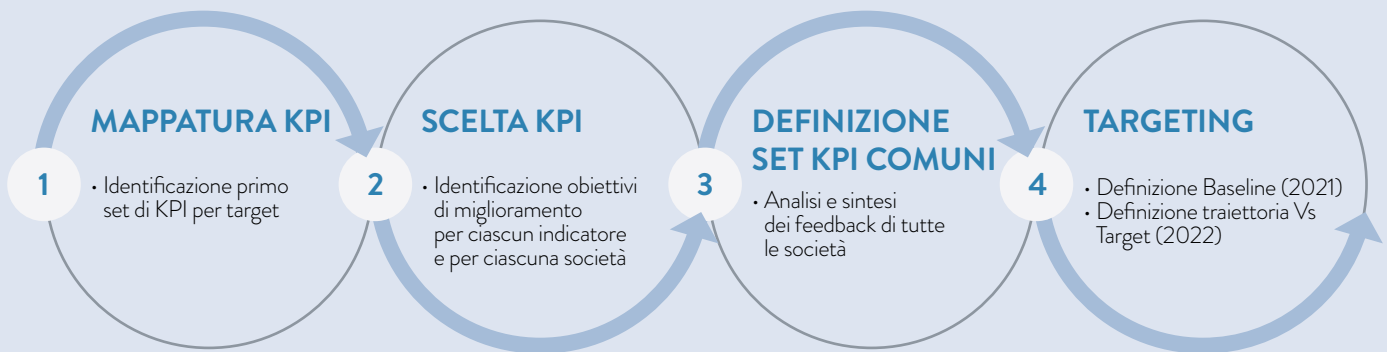 1
MAPPATURA KPI
• Identificazione primo
set di KPI per target
2
SCELTA KPI
• Identificazione obiettivi
di miglioramento
per ciascun indicatore
e per ciascuna società
3
DEFINIZIONE
SET KPI COMUNI
• Analisi e sintesi
dei feedback di tutte
le società
4
TARGETING
• Definizione Baseline (2021)
• Definizione traiettoria Vs
Target (2022)